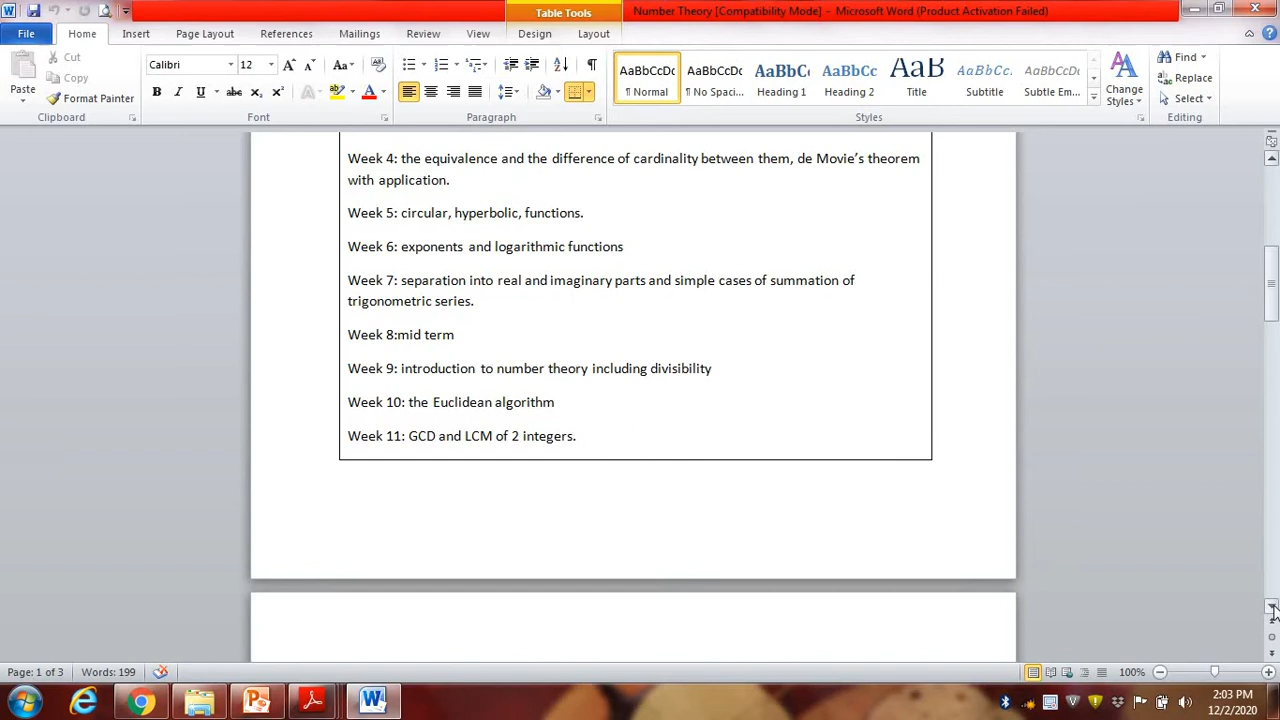 Table Tools
Number Theory [Compatibility Mode] - Microsoft Word (Product Activation Failed)
File Home Insert Page Layout References Mailings Review View Design Layout
Paste
Cut
Copy
Format Painter
Clipboard
Calibri 12
Font
Paragraph
AaBbCcDc AaBbCcDc AaBbCc AaBbCc AaB AaBbCc. AaBbCcDc
¶ Normal ¶ No Spaci... Heading 1 Heading 2 Title Subtitle Subtle Em...
Change
Styles
Styles
Find
Replace
Select
Editing
Week 4: the equivalence and the difference of cardinality between them, de Movie’s theorem
with application.
Week 5: circular, hyperbolic, functions.
Week 6: exponents and logarithmic functions
Week 7: separation into real and imaginary parts and simple cases of summation of
trigonometric series.
Week 8:mid term
Week 9: introduction to number theory including divisibility
Week 10: the Euclidean algorithm
Week 11: GCD and LCM of 2 integers.
Page: 1 of 3 Words: 199 100%
2:03 PM
12/2/2020